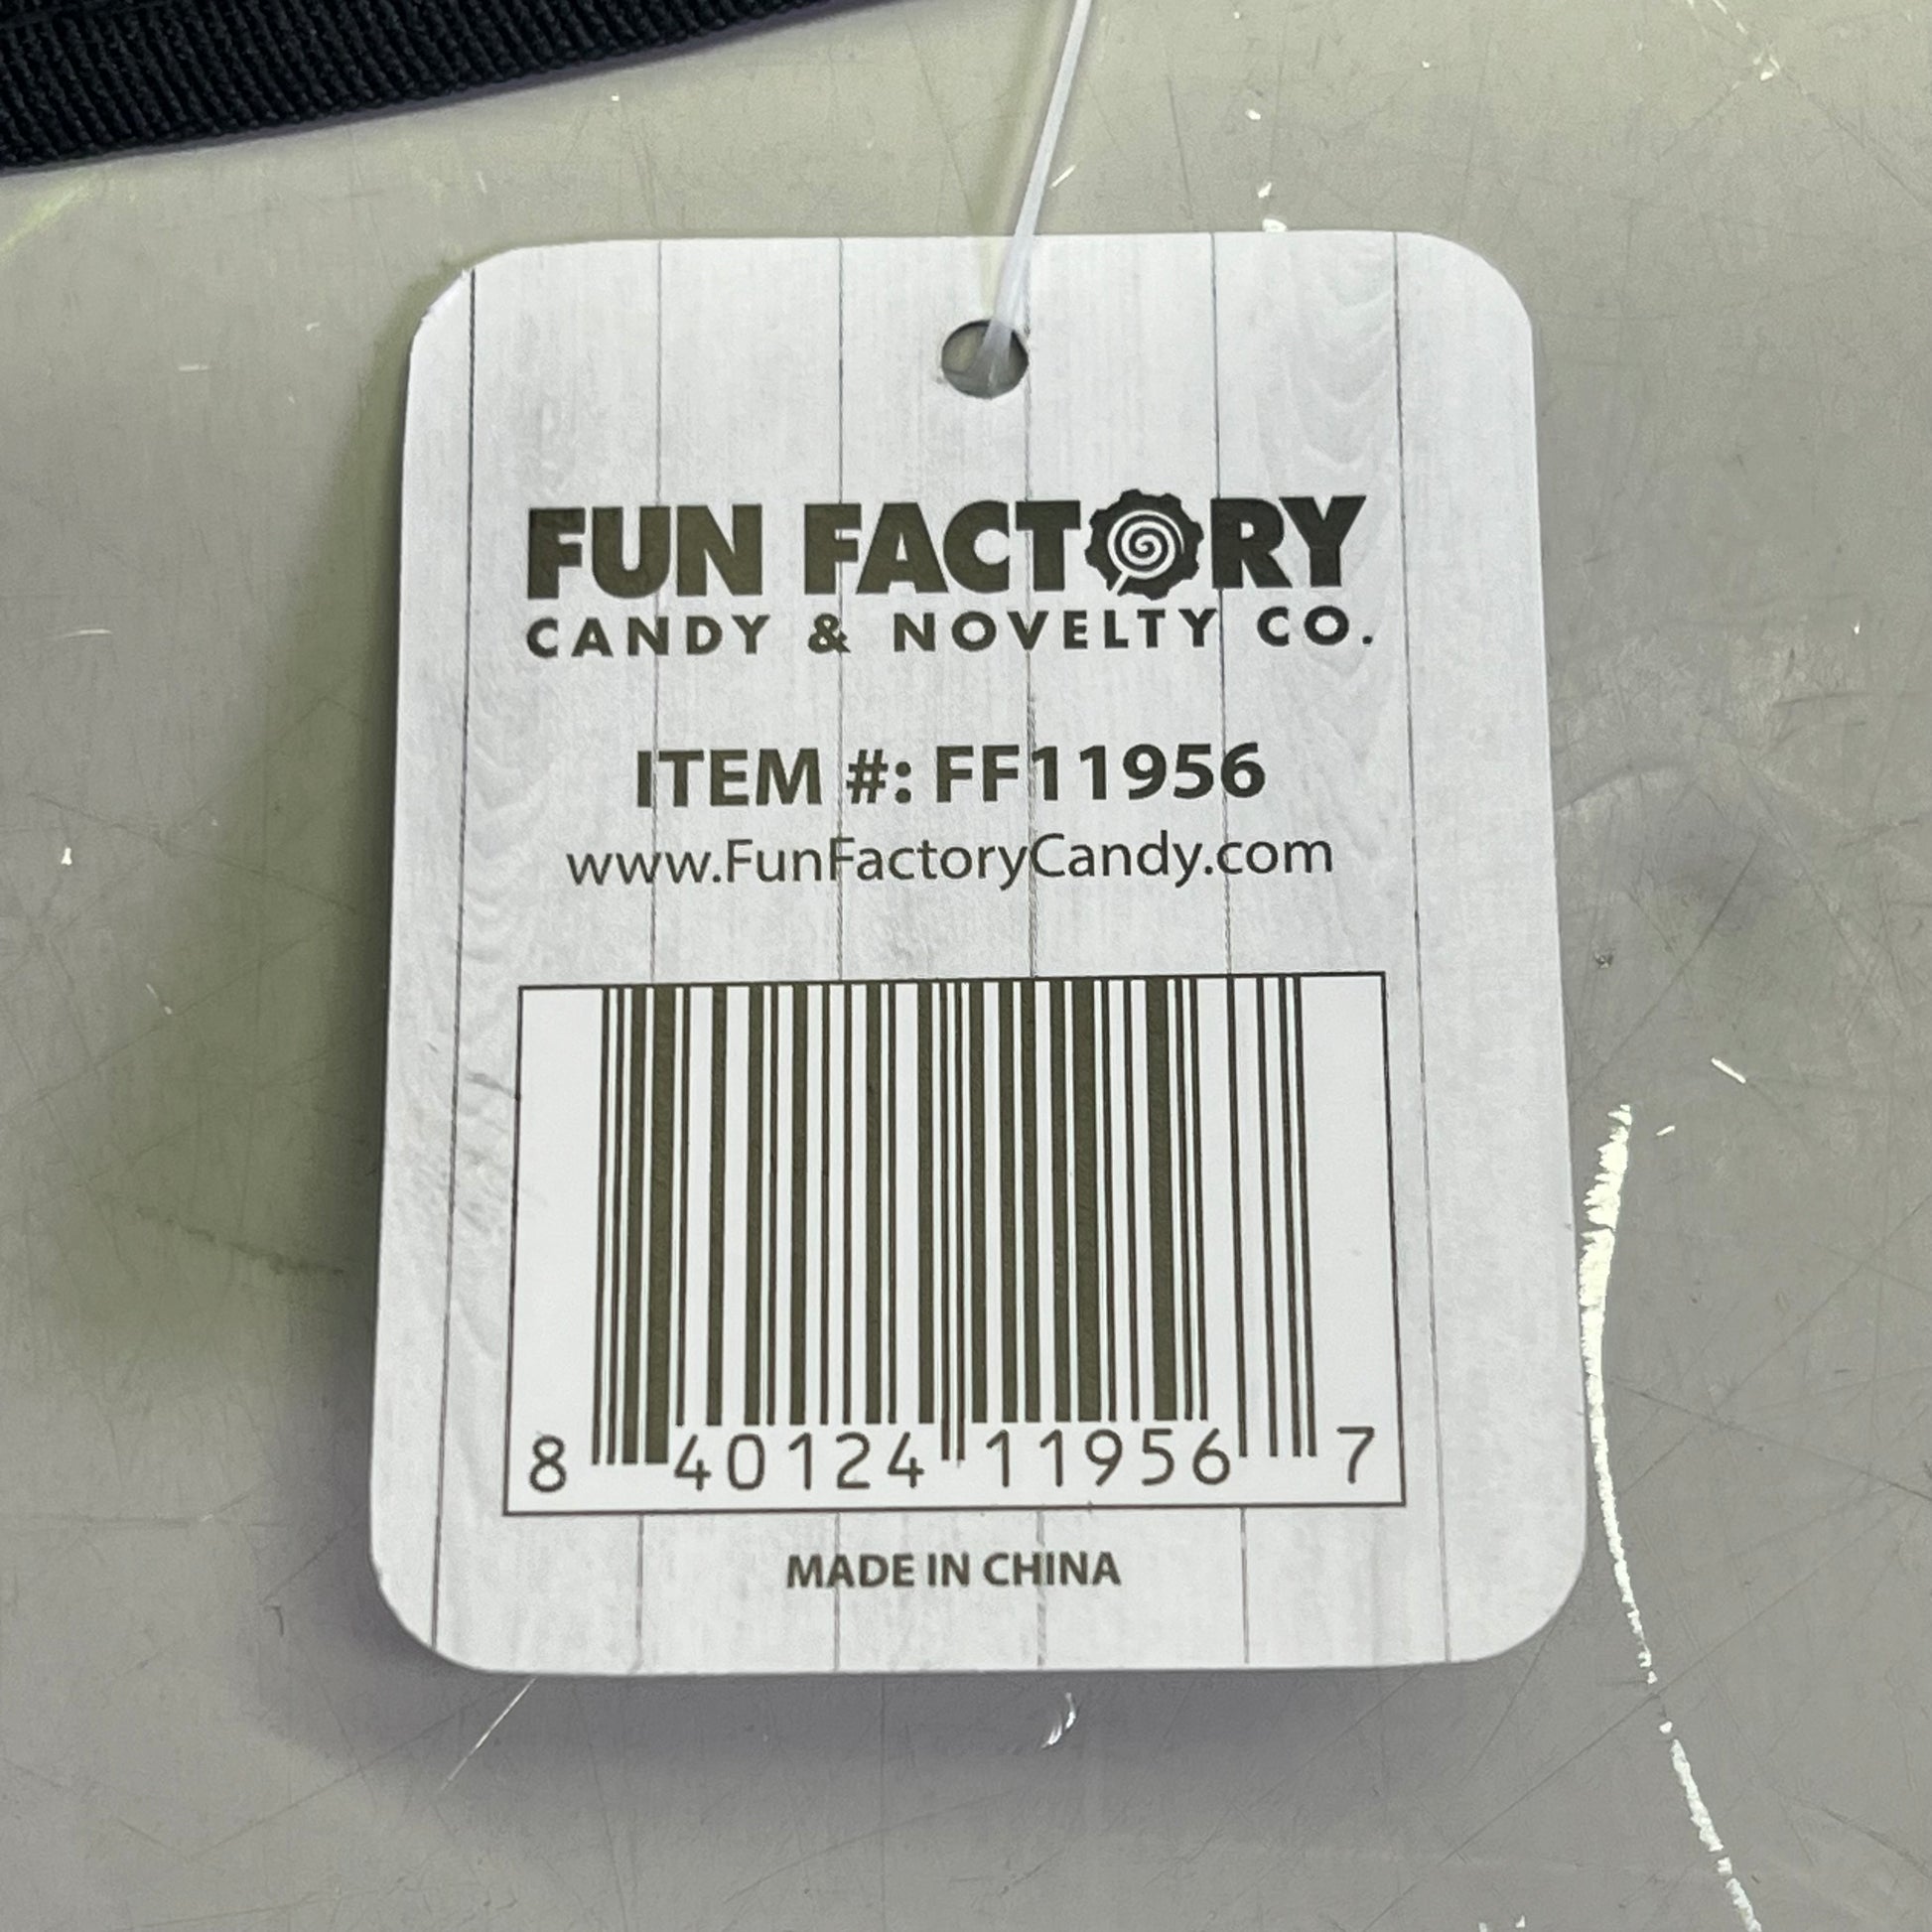 FUN FACTORY
CANDY & NOVELTY CO.
ITEM #: FF11956
www.FunFactoryCandy.com
8 40124 11956 7
MADE IN CHINA